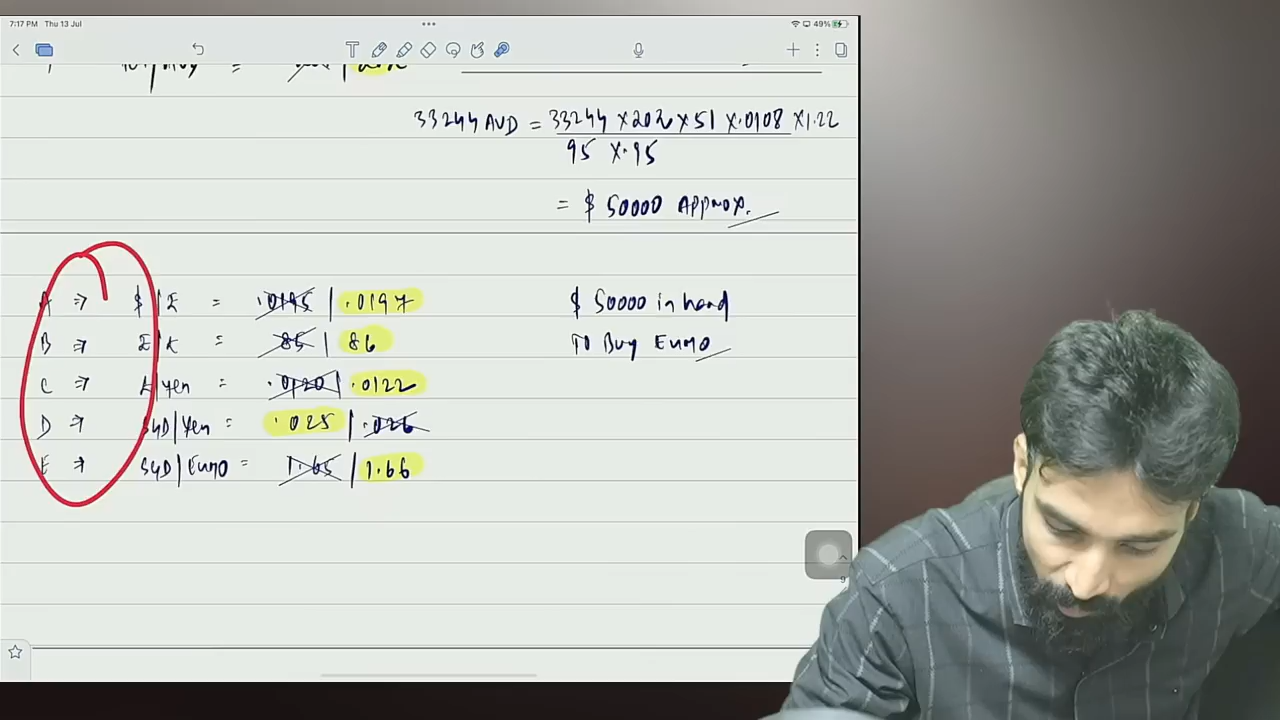 7:17 PM Thu 13 Jul
49%
33244 AUD = 33244 × 202 × 51 × .0108 × 1.22
95 × .95
= $ 50000 Approx.
A ⇒ $/£ = .0195 | .0197
B ⇒ £/K = 85 | 86
C ⇒ K/Yen = .0120 | .0122
D ⇒ SGD/Yen = .025 | .026
E ⇒ SGD/Euro = 1.65 | 1.66
$ 50000 in hand
TO Buy Euro
9